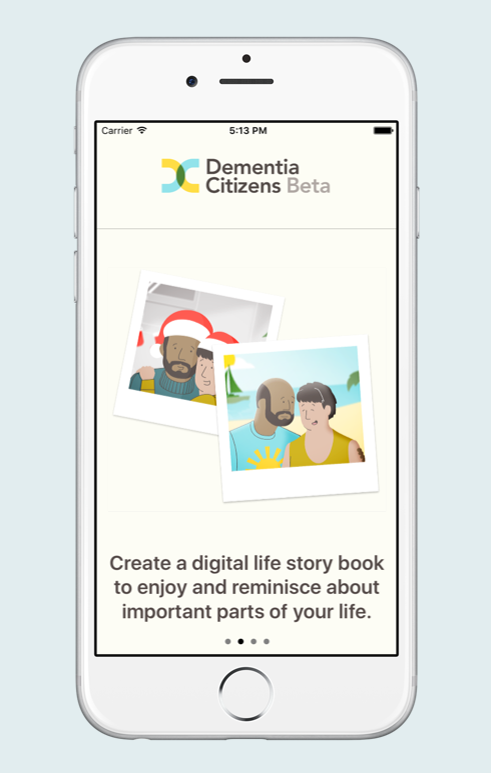 Carrier 5:13 PM
Dementia
Citizens Beta
Create a digital life story book
to enjoy and reminisce about
important parts of your life.